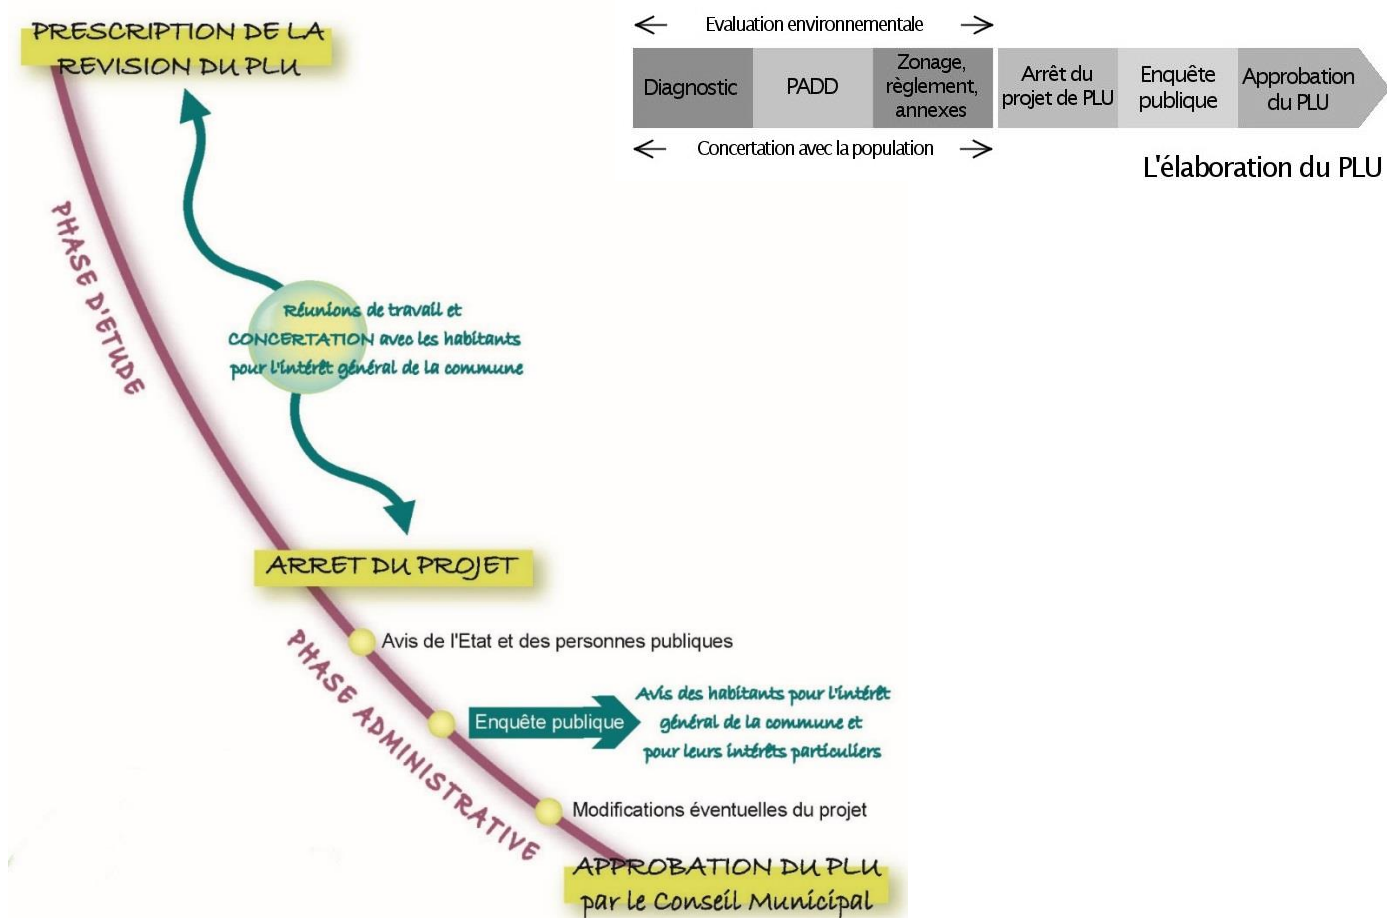 PRESCRIPTION DE LA
REVISION DU PLU
PHASE D'ETUDE
Réunions de travail et
CONCERTATION avec les habitants
pour l'intérêt général de la commune
ARRET DU PROJET
PHASE ADMINISTRATIVE
Avis de l'Etat et des personnes publiques
Enquête publique
Avis des habitants pour l'intérêt
général de la commune et
pour leurs intérêts particuliers
Modifications éventuelles du projet
APPROBATION DU PLU
par le Conseil Municipal
Evaluation environnementale
Diagnostic
PADD
Zonage,
règlement,
annexes
Arrêt du
projet de PLU
Enquête
publique
Approbation
du PLU
Concertation avec la population
L'élaboration du PLU